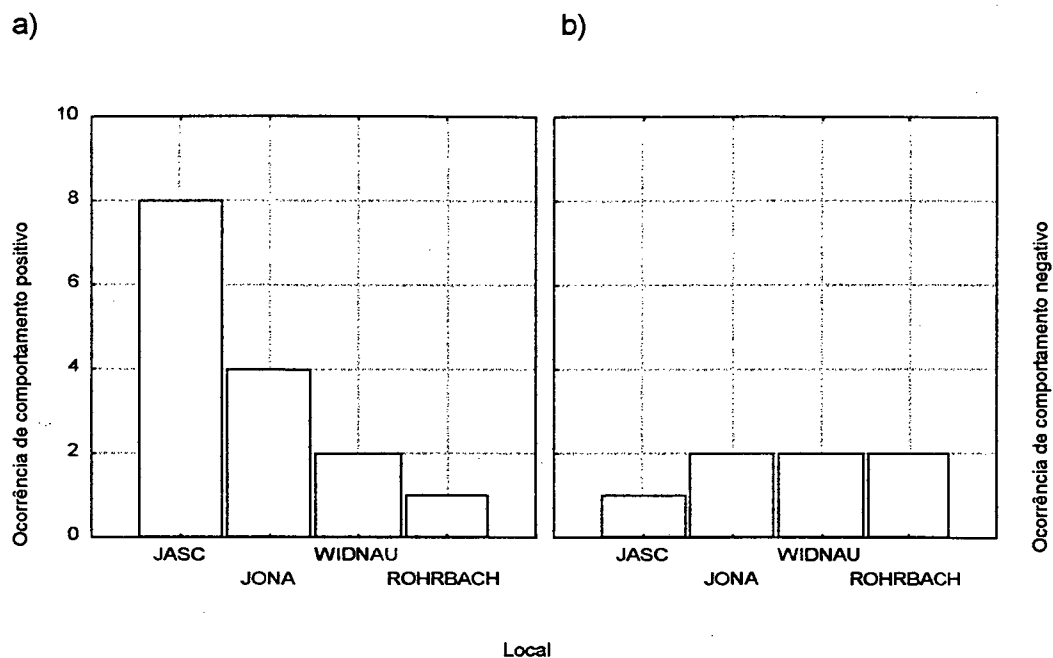 a)
b)
Ocorrência de comportamento positivo
10
8
6
4
2
0
JASC
JONA
WIDNAU
ROHRBACH
JASC
JONA
WIDNAU
ROHRBACH
Ocorrência de comportamento negativo
Local